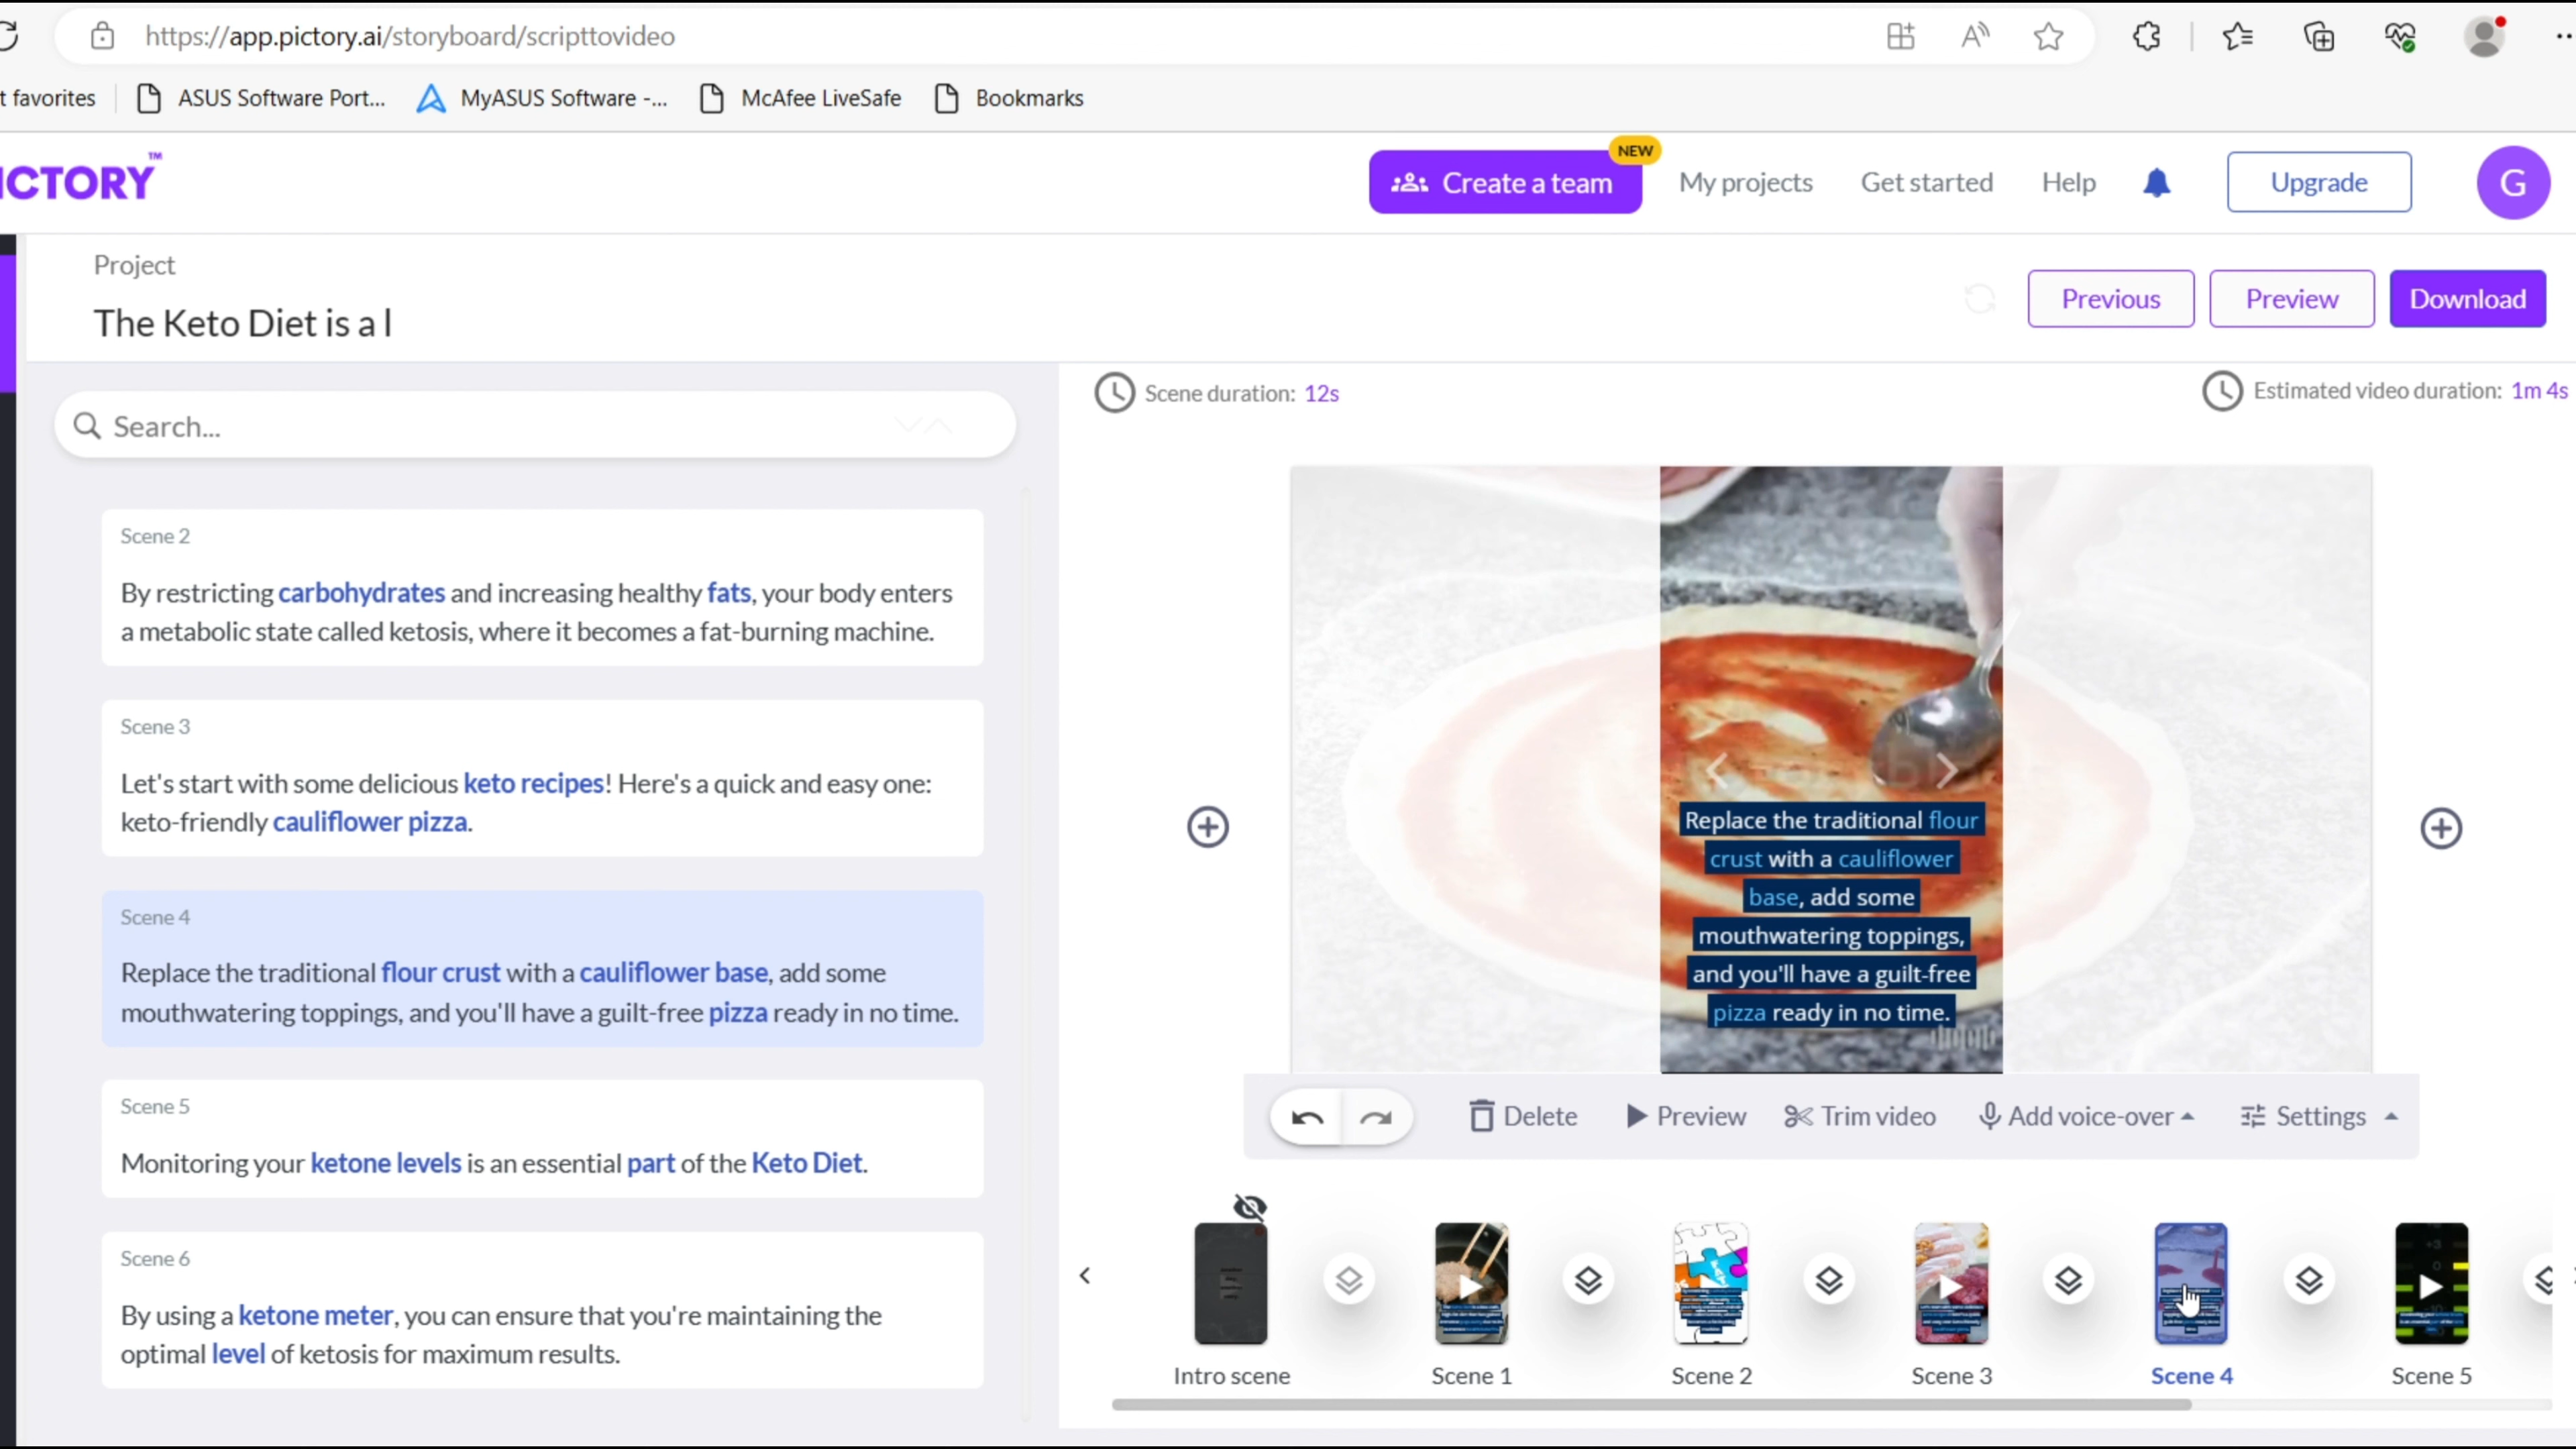 https://app.pictory.ai/storyboard/scripttovideo
t favorites
ASUS Software Port...
MyASUS Software -...
McAfee LiveSafe
Bookmarks
ICTORY™
NEW
Create a team
My projects
Get started
Help
Upgrade
G
Project
The Keto Diet is a l
Previous
Preview
Download
Search...
Scene duration: 12s
Estimated video duration: 1m 4s
Scene 2
By restricting carbohydrates and increasing healthy fats, your body enters
a metabolic state called ketosis, where it becomes a fat-burning machine.
Scene 3
Let's start with some delicious keto recipes! Here's a quick and easy one:
keto-friendly cauliflower pizza.
Scene 4
Replace the traditional flour crust with a cauliflower base, add some
mouthwatering toppings, and you'll have a guilt-free pizza ready in no time.
Scene 5
Monitoring your ketone levels is an essential part of the Keto Diet.
Scene 6
By using a ketone meter, you can ensure that you're maintaining the
optimal level of ketosis for maximum results.
Replace the traditional flour
crust with a cauliflower
base, add some
mouthwatering toppings,
and you'll have a guilt-free
pizza ready in no time.
Delete
Preview
Trim video
Add voice-over
Settings
Intro scene
Scene 1
Scene 2
Scene 3
Scene 4
Scene 5